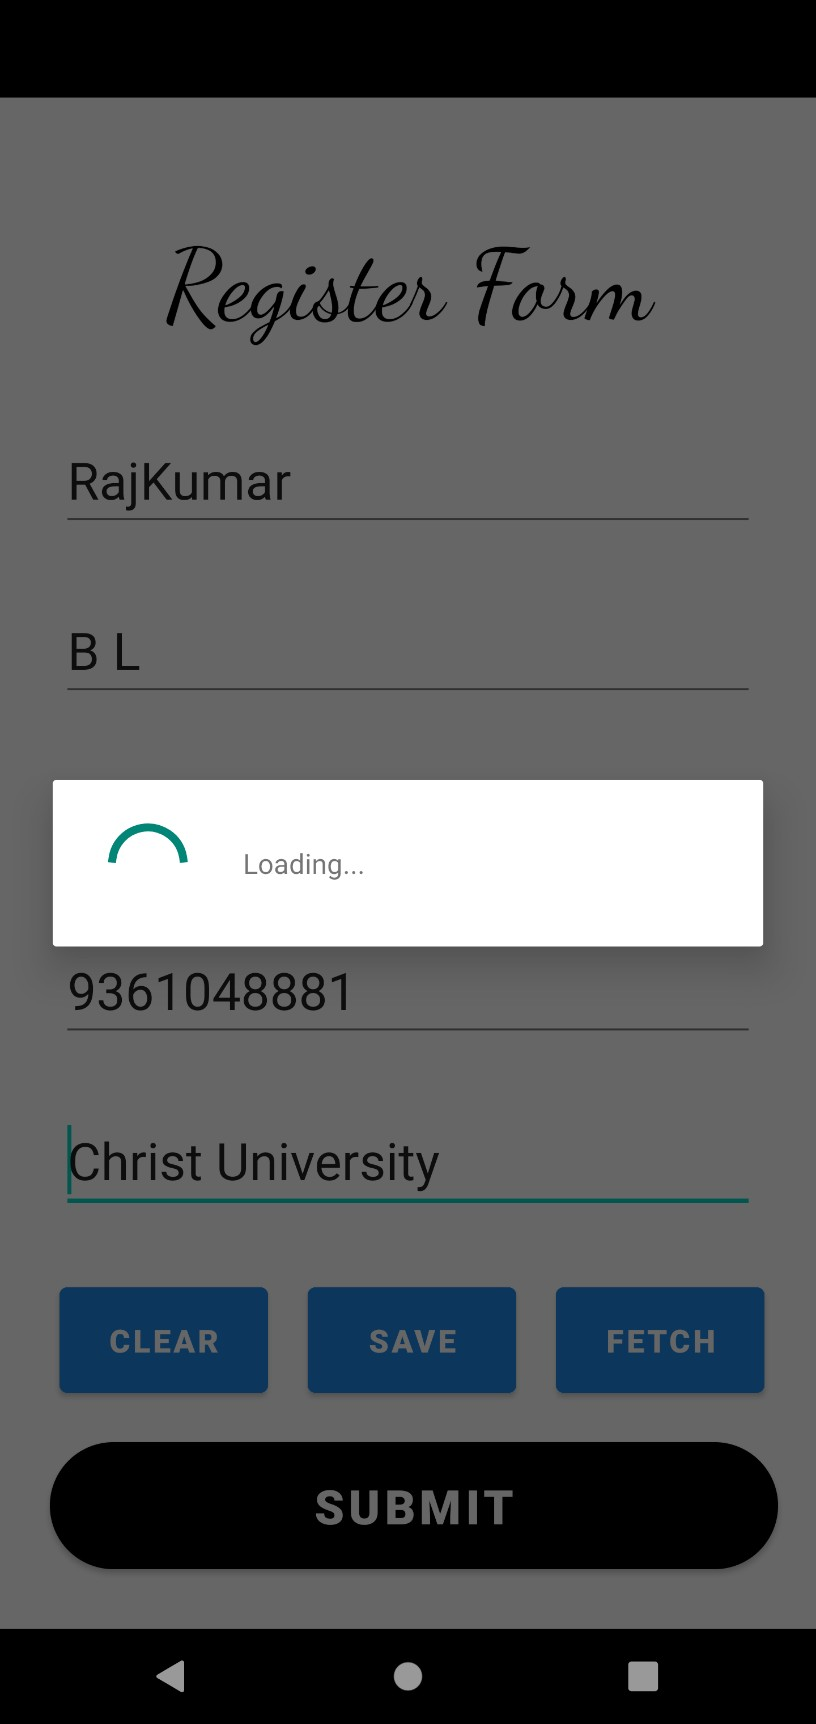 Register Form
RajKumar
B L
Loading...
9361048881
Christ University
CLEAR SAVE FETCH
SUBMIT